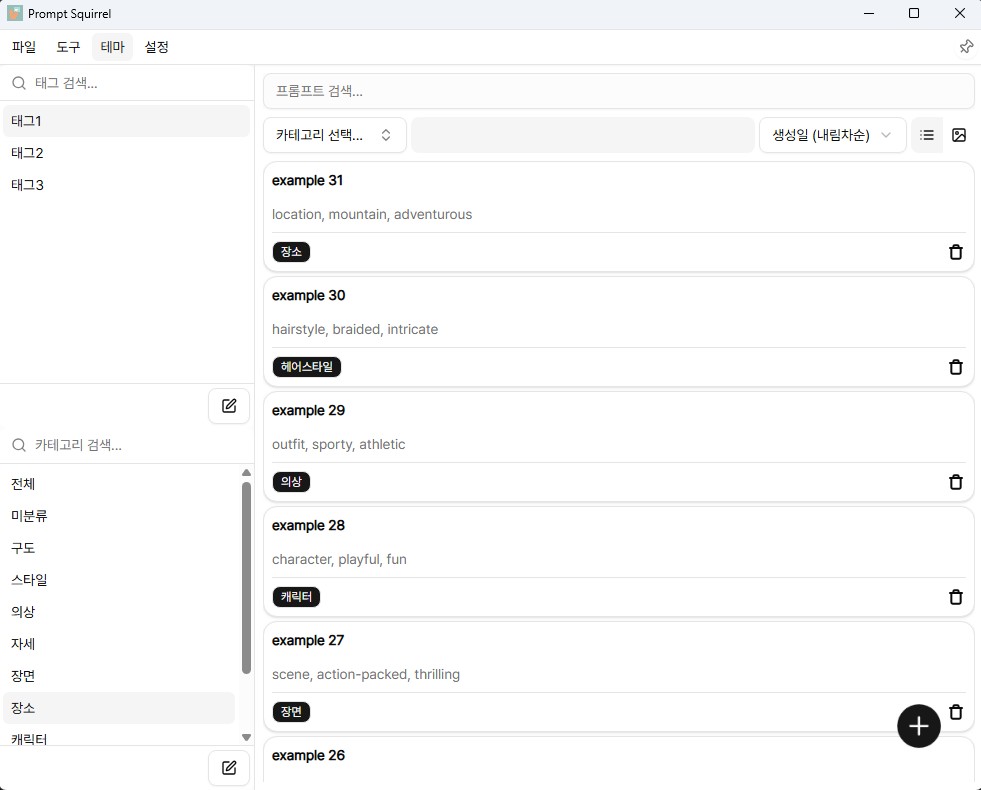 Prompt Squirrel
파일 도구 테마 설정
태그 검색...
태그1
태그2
태그3
카테고리 검색...
전체
미분류
구도
스타일
의상
자세
장면
장소
캐릭터
프롬프트 검색...
카테고리 선택...
생성일 (내림차순)
example 31
location, mountain, adventurous
장소
example 30
hairstyle, braided, intricate
헤어스타일
example 29
outfit, sporty, athletic
의상
example 28
character, playful, fun
캐릭터
example 27
scene, action-packed, thrilling
장면
example 26